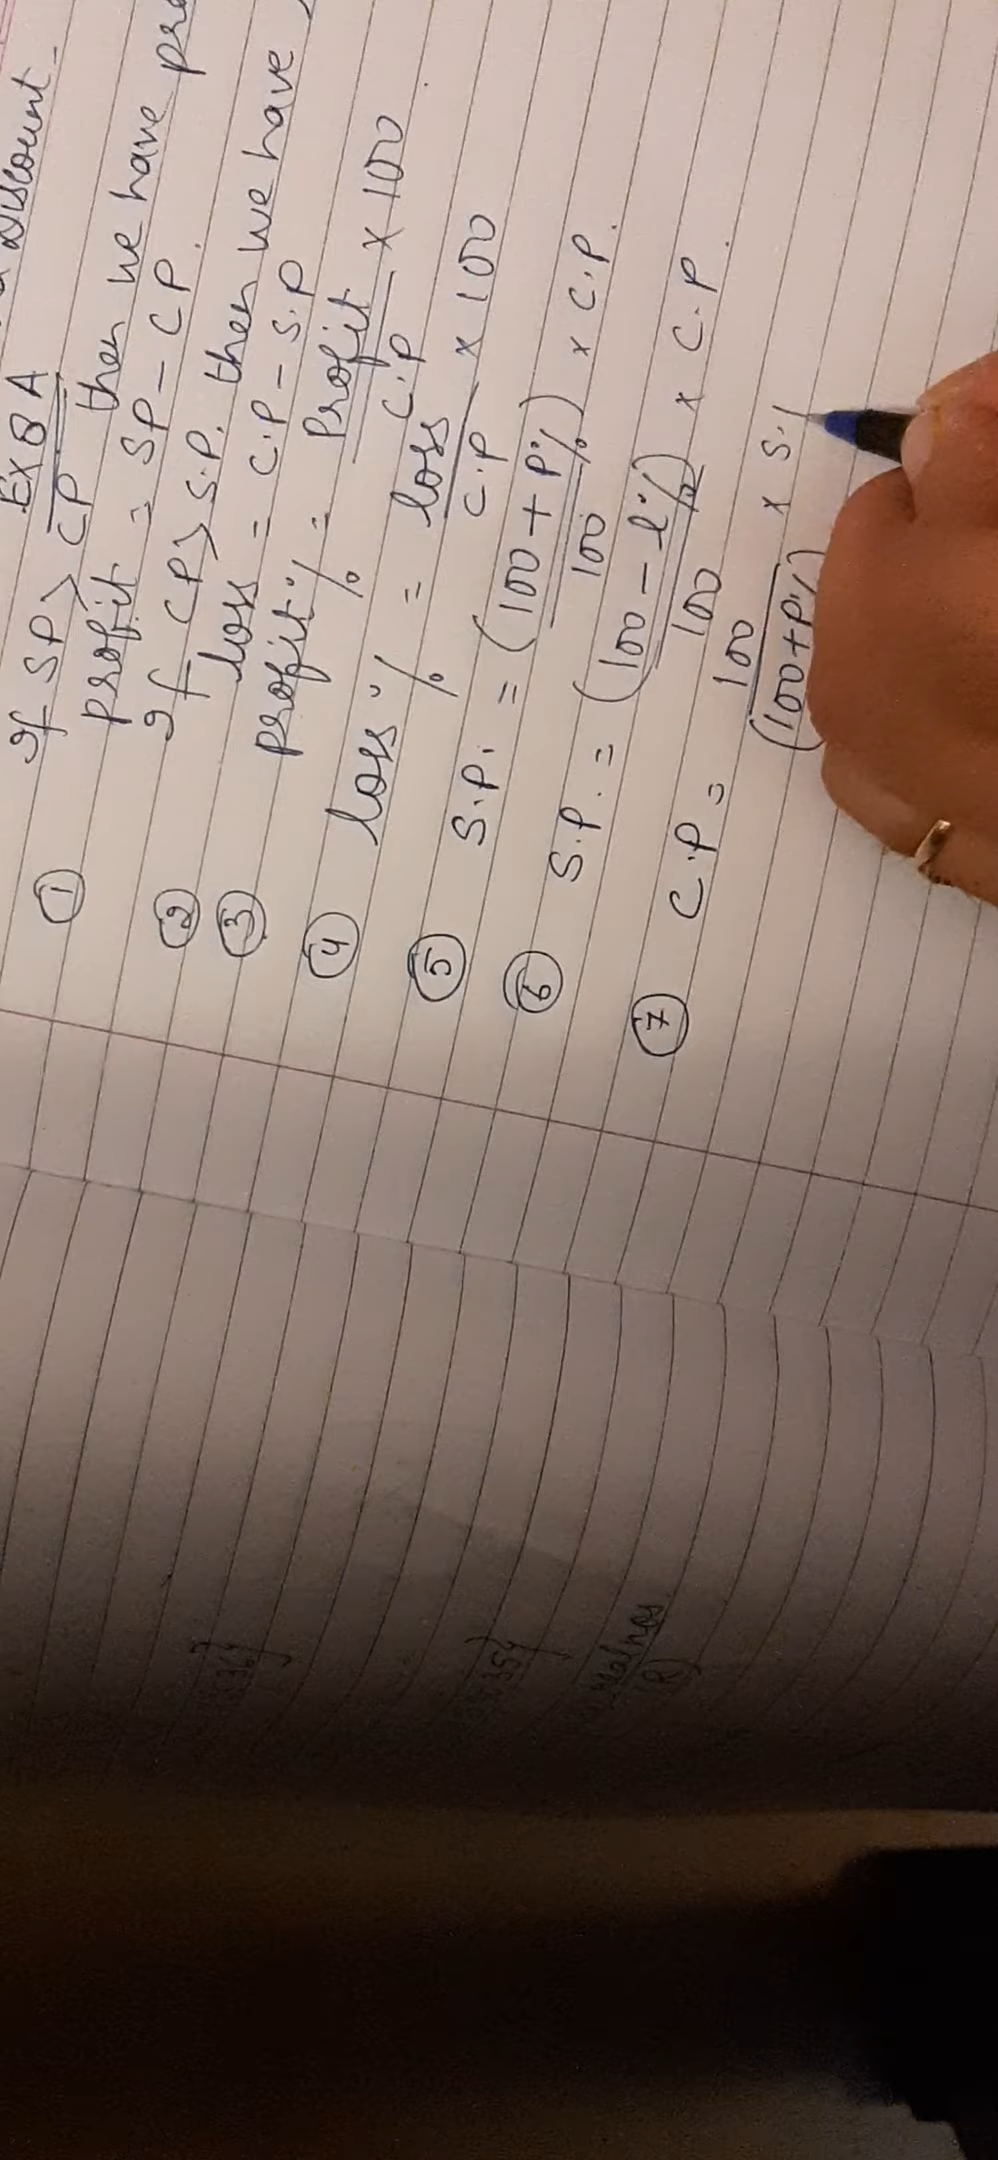 Discount -
EX 8 A
① If SP > CP then we have pro
profit = SP - CP
② If CP > S.P. then we have
loss = C.P - S.P
③ profit % = Profit × 100
C.P
④ loss % = loss × 100
C.P
⑤ S.P. = (100 + P%) × C.P.
100
⑥ S.P. = (100 - l%) × C.P.
100
⑦ C.P = 100 × S.
(100+P%)